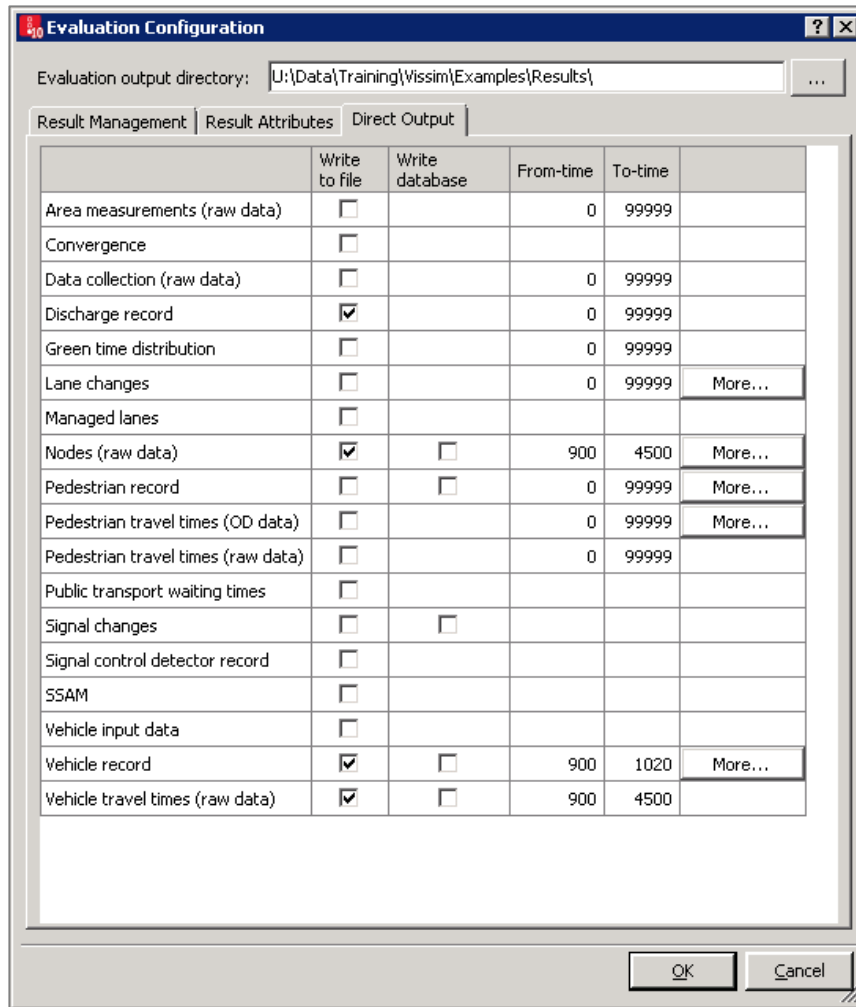 10 Evaluation Configuration ? X
Evaluation output directory: U:\Data\Training\Vissim\Examples\Results\ ...
Result Management Result Attributes Direct Output
Write to file Write database From-time To-time
Area measurements (raw data) 0 99999
Convergence
Data collection (raw data) 0 99999
Discharge record 0 99999
Green time distribution 0 99999
Lane changes 0 99999 More...
Managed lanes
Nodes (raw data) 900 4500 More...
Pedestrian record 0 99999 More...
Pedestrian travel times (OD data) 0 99999 More...
Pedestrian travel times (raw data) 0 99999
Public transport waiting times
Signal changes
Signal control detector record
SSAM
Vehicle input data
Vehicle record 900 1020 More...
Vehicle travel times (raw data) 900 4500
OK Cancel